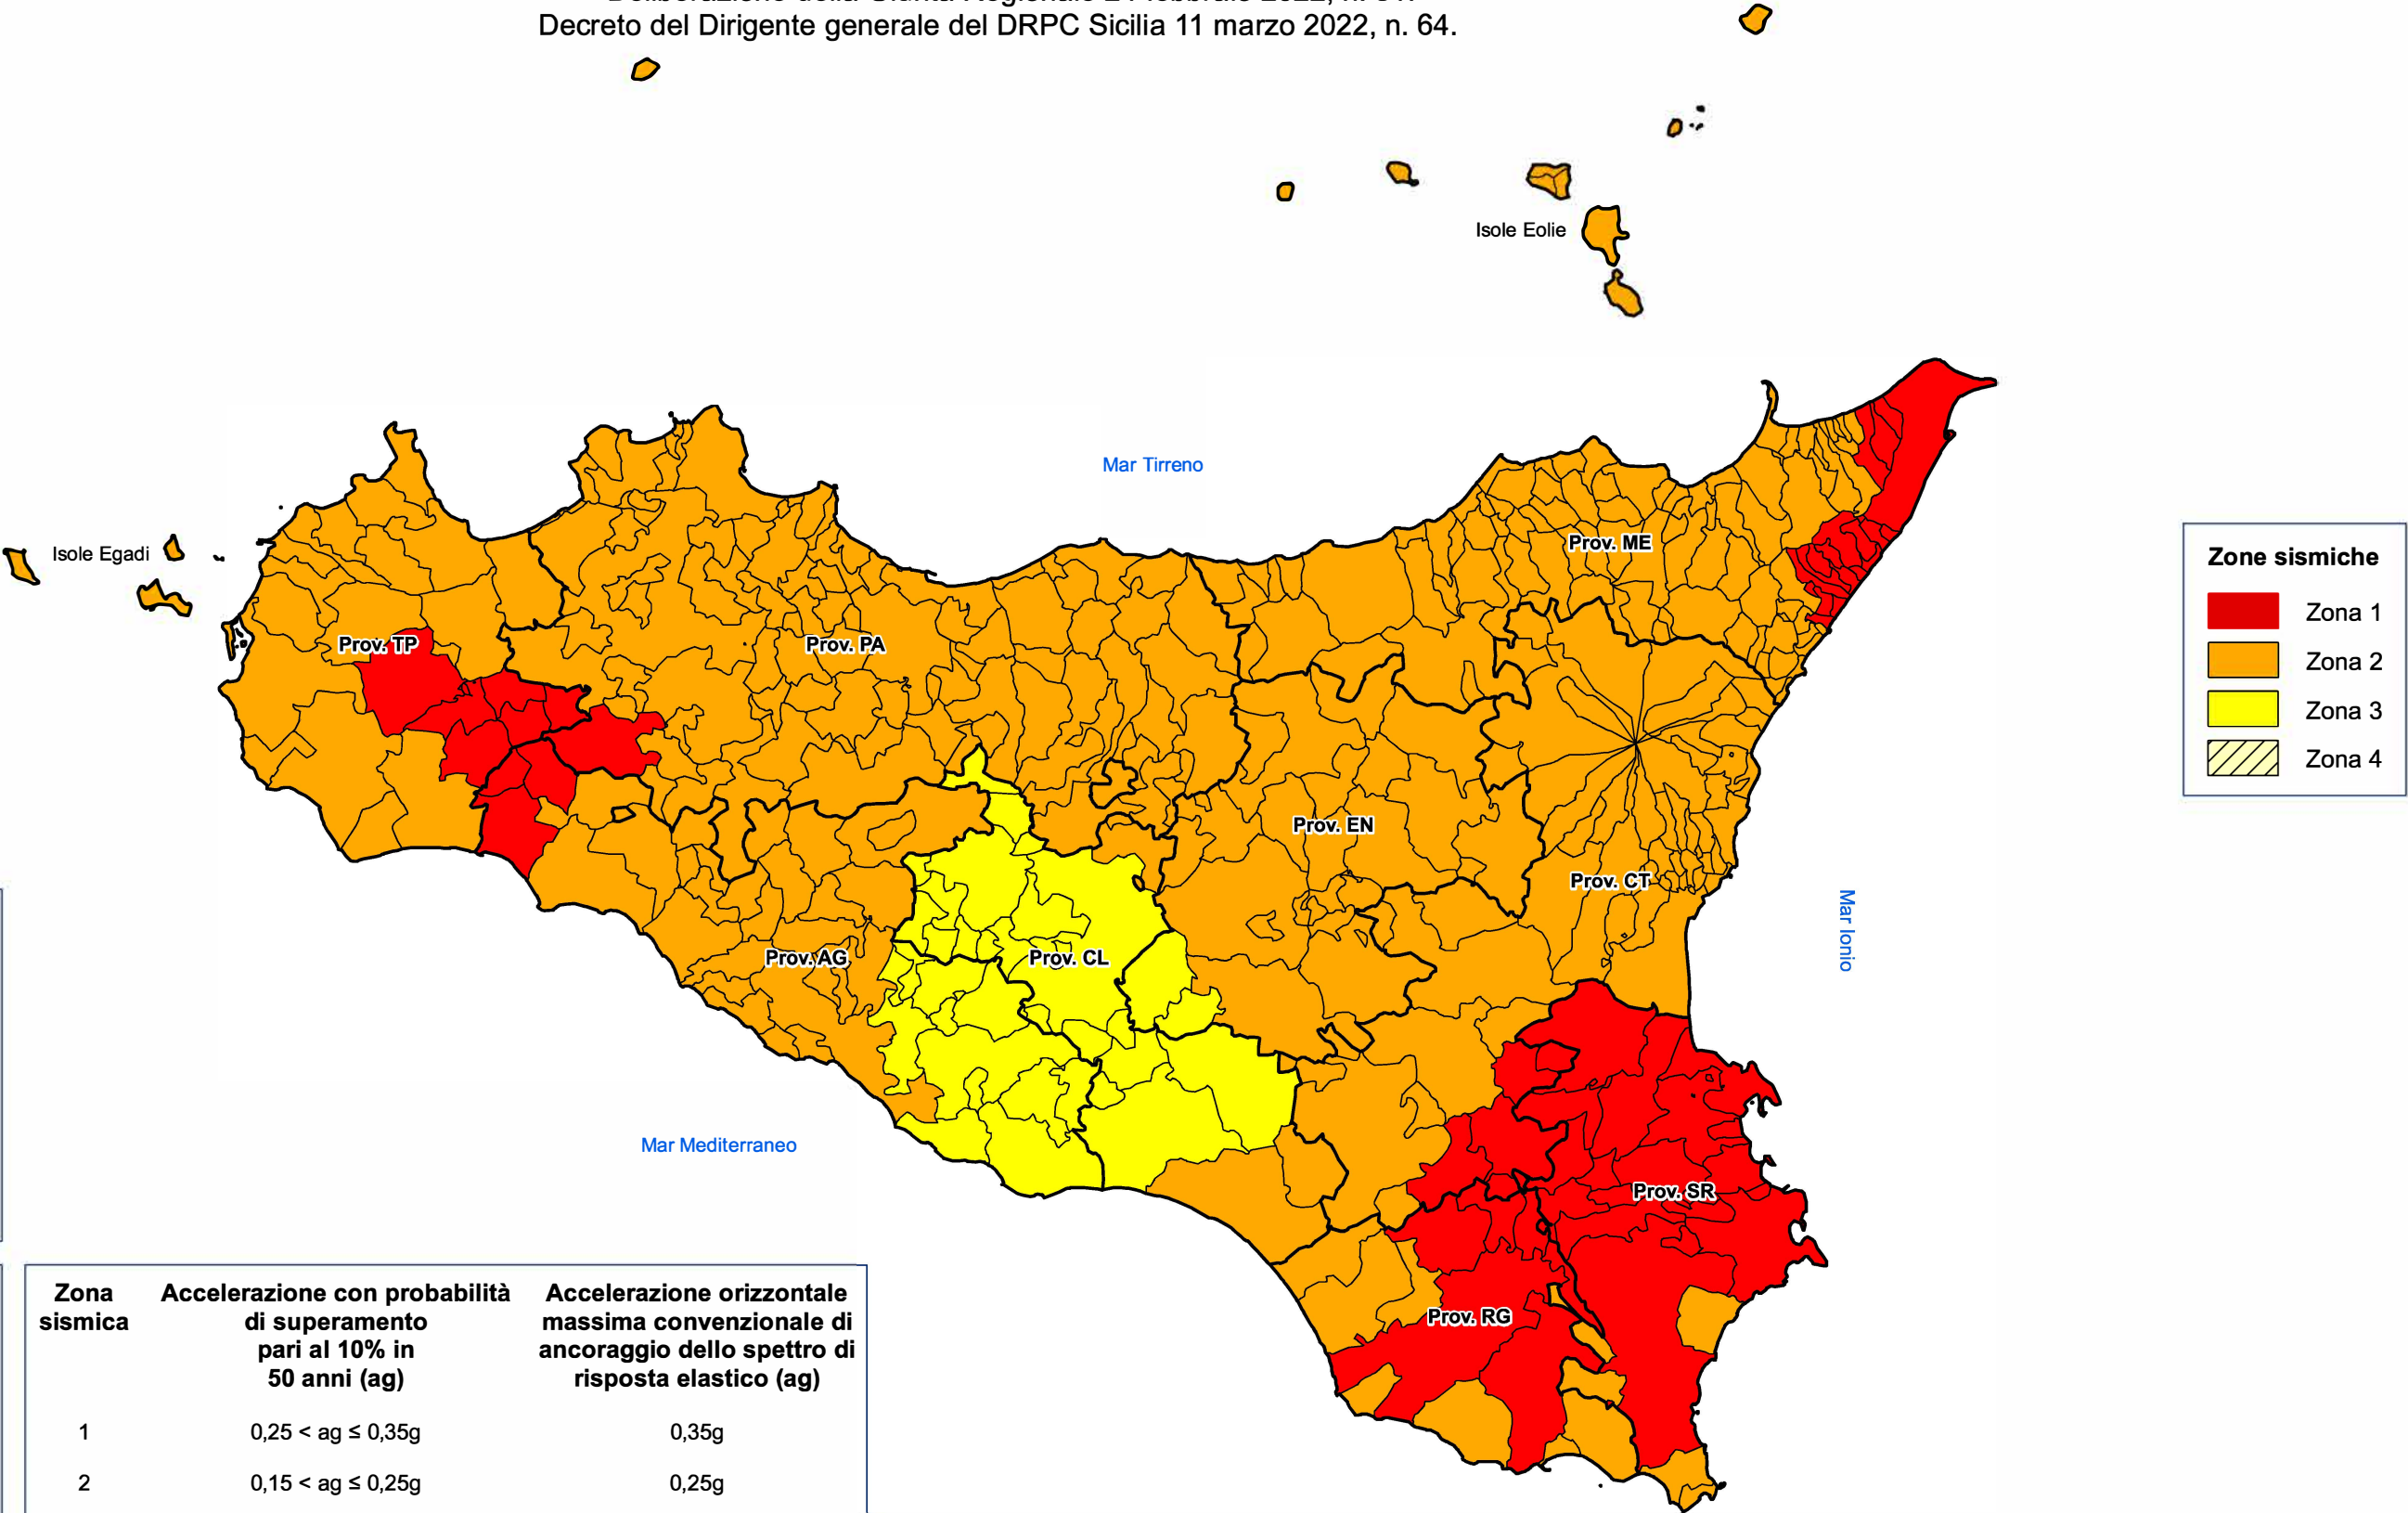 Decreto del Dirigente generale del DRPC Sicilia 11 marzo 2022, n. 64.
Isole Eolie
Mar Tirreno
Isole Egadi
Prov. ME
Prov. TP
Prov. PA
Prov. EN
Prov. CT
Prov. AG
Prov. CL
Mar Ionio
Mar Mediterraneo
Prov. SR
Prov. RG
Zone sismiche
Zona 1
Zona 2
Zona 3
Zona 4
Zona sismica
Accelerazione con probabilità
di superamento
pari al 10% in
50 anni (ag)
Accelerazione orizzontale
massima convenzionale di
ancoraggio dello spettro di
risposta elastico (ag)
1 0,25 < ag ≤ 0,35g 0,35g
2 0,15 < ag ≤ 0,25g 0,25g